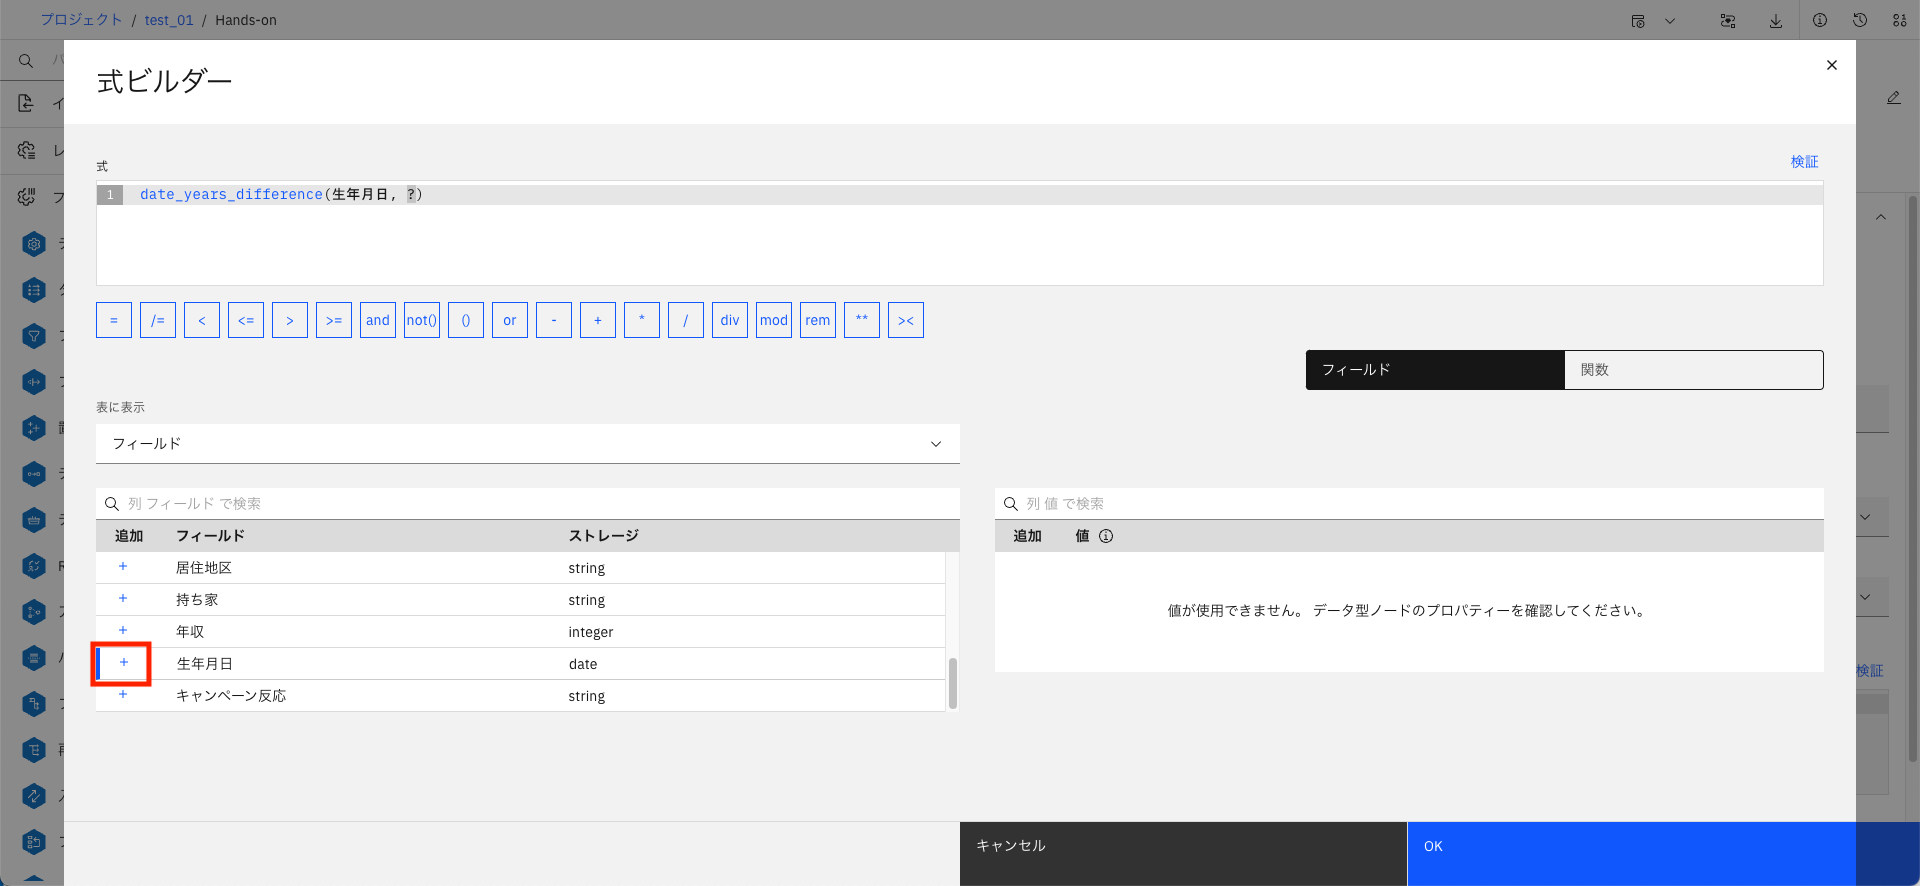 プロジェクト / test_01 / Hands-on
式ビルダー
式
検証
1 date_years_difference(生年月日, ?)
= /= < <= > >= and not() () or - + * / div mod rem ** ><
フィールド 関数
表に表示
フィールド
列 フィールド で検索
列 値 で検索
追加 フィールド ストレージ
追加 値
+ 居住地区 string
+ 持ち家 string
+ 年収 integer
+ 生年月日 date
+ キャンペーン反応 string
値が使用できません。 データ型ノードのプロパティーを確認してください。
検証
キャンセル
OK